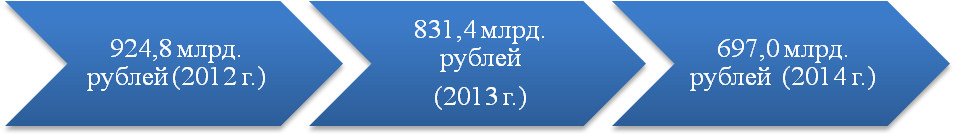 924,8 млрд.
рублей (2012 г.)
831,4 млрд.
рублей
(2013 г.)
697,0 млрд.
рублей (2014 г.)